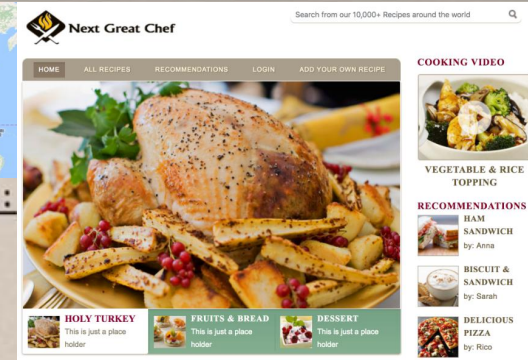 Next Great Chef
Search from our 10,000+ Recipes around the world
HOME ALL RECIPES RECOMMENDATIONS LOGIN ADD YOUR OWN RECIPE
COOKING VIDEO
VEGETABLE & RICE
TOPPING
RECOMMENDATIONS
HAM
SANDWICH
by: Anna
BISCUIT &
SANDWICH
by: Sarah
DELICIOUS
PIZZA
by: Rico
HOLY TURKEY
This is just a place
holder
FRUITS & BREAD
This is just a place
holder
DESSERT
This is just a place
holder